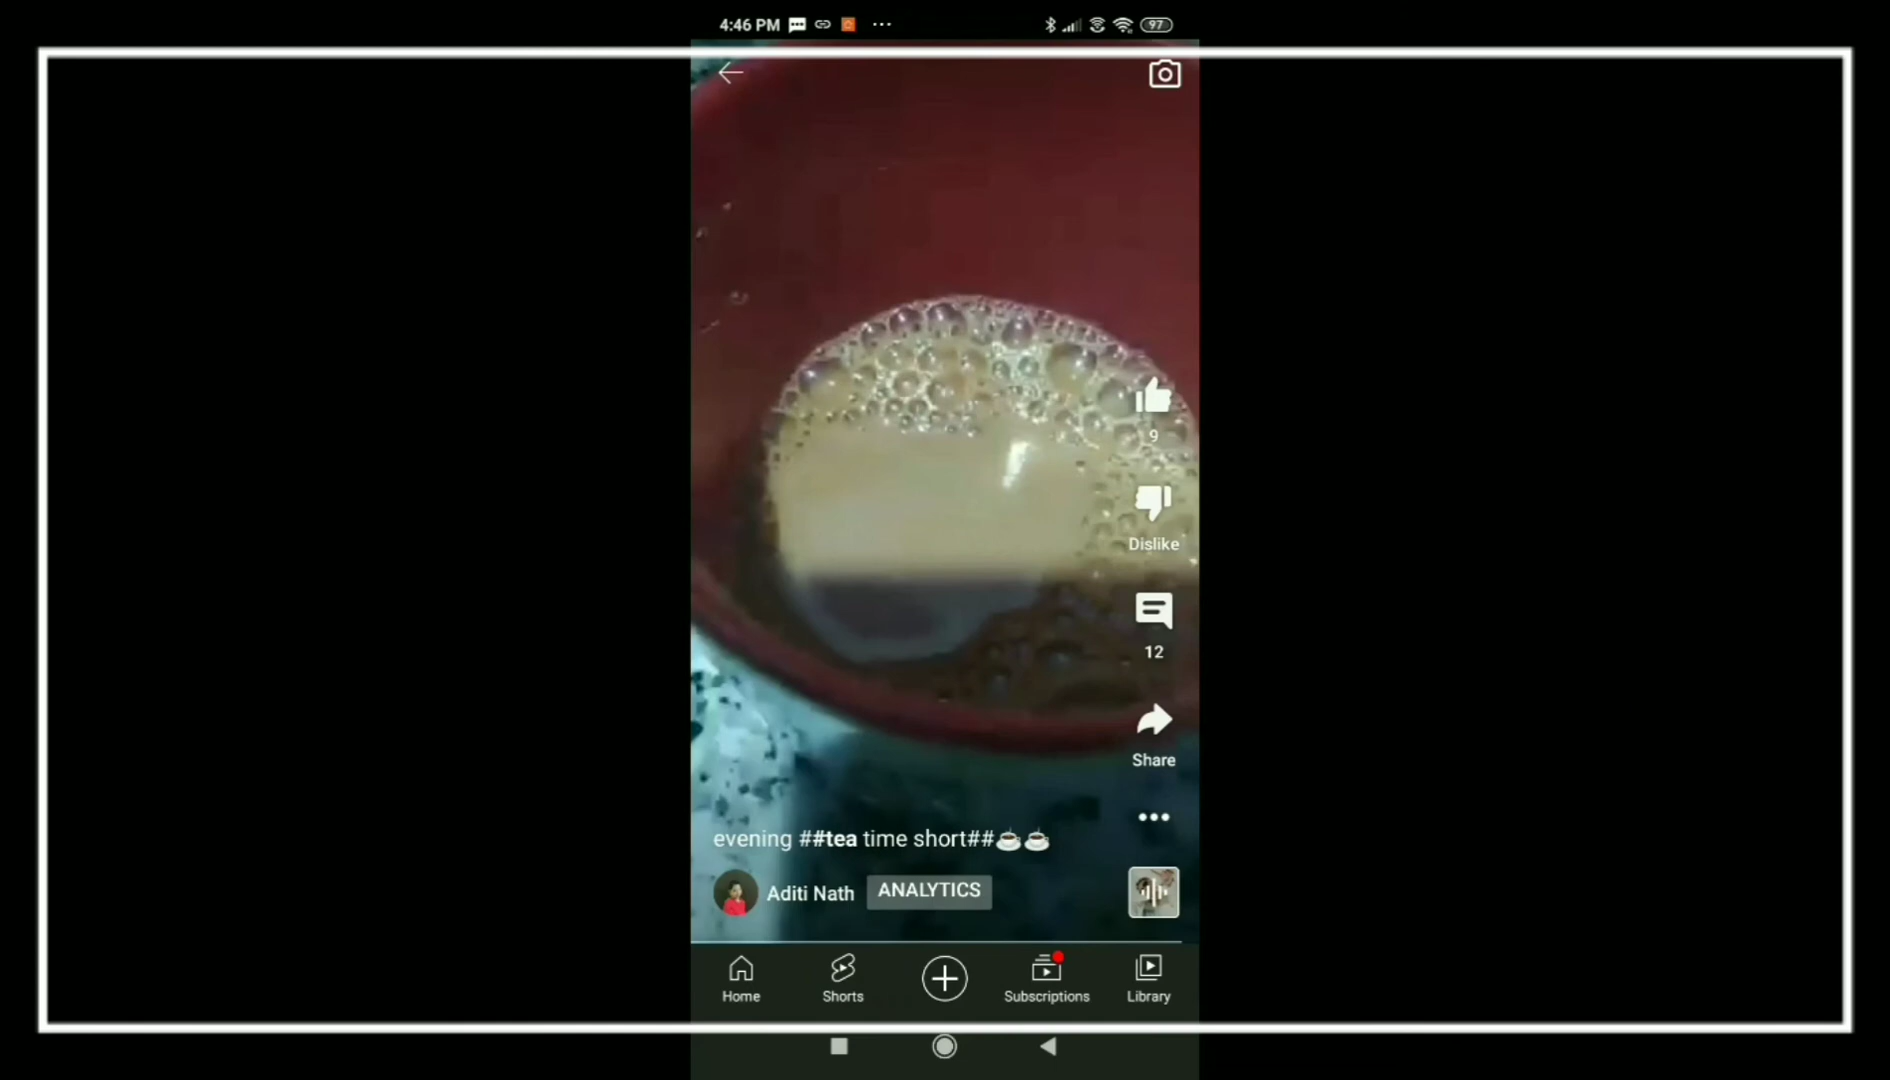 4:46 PM
97
9
Dislike
12
Share
evening ##tea time short##☕☕
Aditi Nath
ANALYTICS
Home
Shorts
Subscriptions
Library